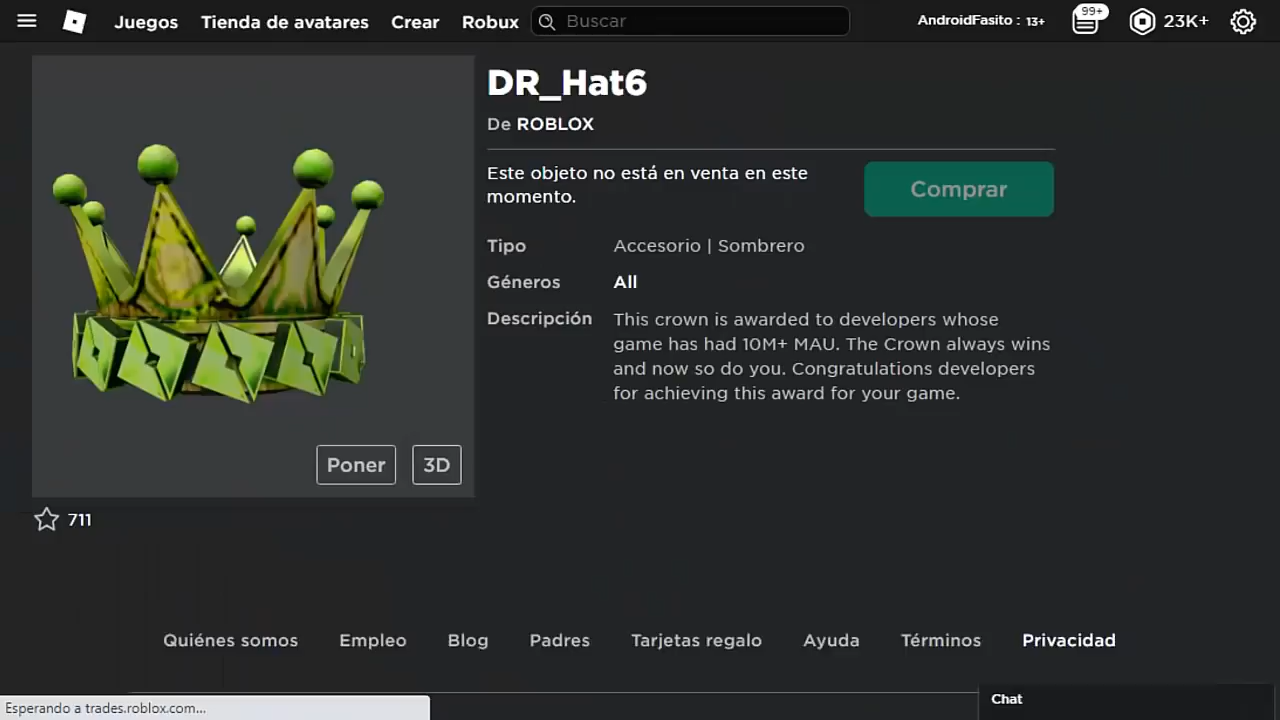 Juegos Tienda de avatares Crear Robux Buscar AndroidFasito : 13+ 99+ 23K+
DR_Hat6
De ROBLOX
Este objeto no está en venta en este
momento.
Comprar
Tipo Accesorio | Sombrero
Géneros All
Descripción This crown is awarded to developers whose
game has had 10M+ MAU. The Crown always wins
and now so do you. Congratulations developers
for achieving this award for your game.
Poner 3D
711
Quiénes somos Empleo Blog Padres Tarjetas regalo Ayuda Términos Privacidad
Chat
Esperando a trades.roblox.com...